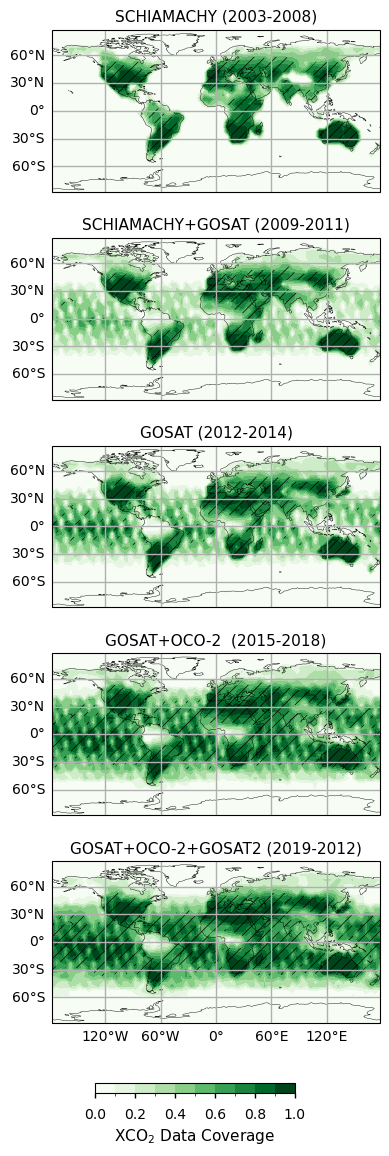 SCHIAMACHY (2003-2008)
60°N
30°N
0°
30°S
60°S
SCHIAMACHY+GOSAT (2009-2011)
60°N
30°N
0°
30°S
60°S
GOSAT (2012-2014)
60°N
30°N
0°
30°S
60°S
GOSAT+OCO-2 (2015-2018)
60°N
30°N
0°
30°S
60°S
GOSAT+OCO-2+GOSAT2 (2019-2012)
60°N
30°N
0°
30°S
60°S
120°W 60°W 0° 60°E 120°E
0.0 0.2 0.4 0.6 0.8 1.0
XCO₂ Data Coverage